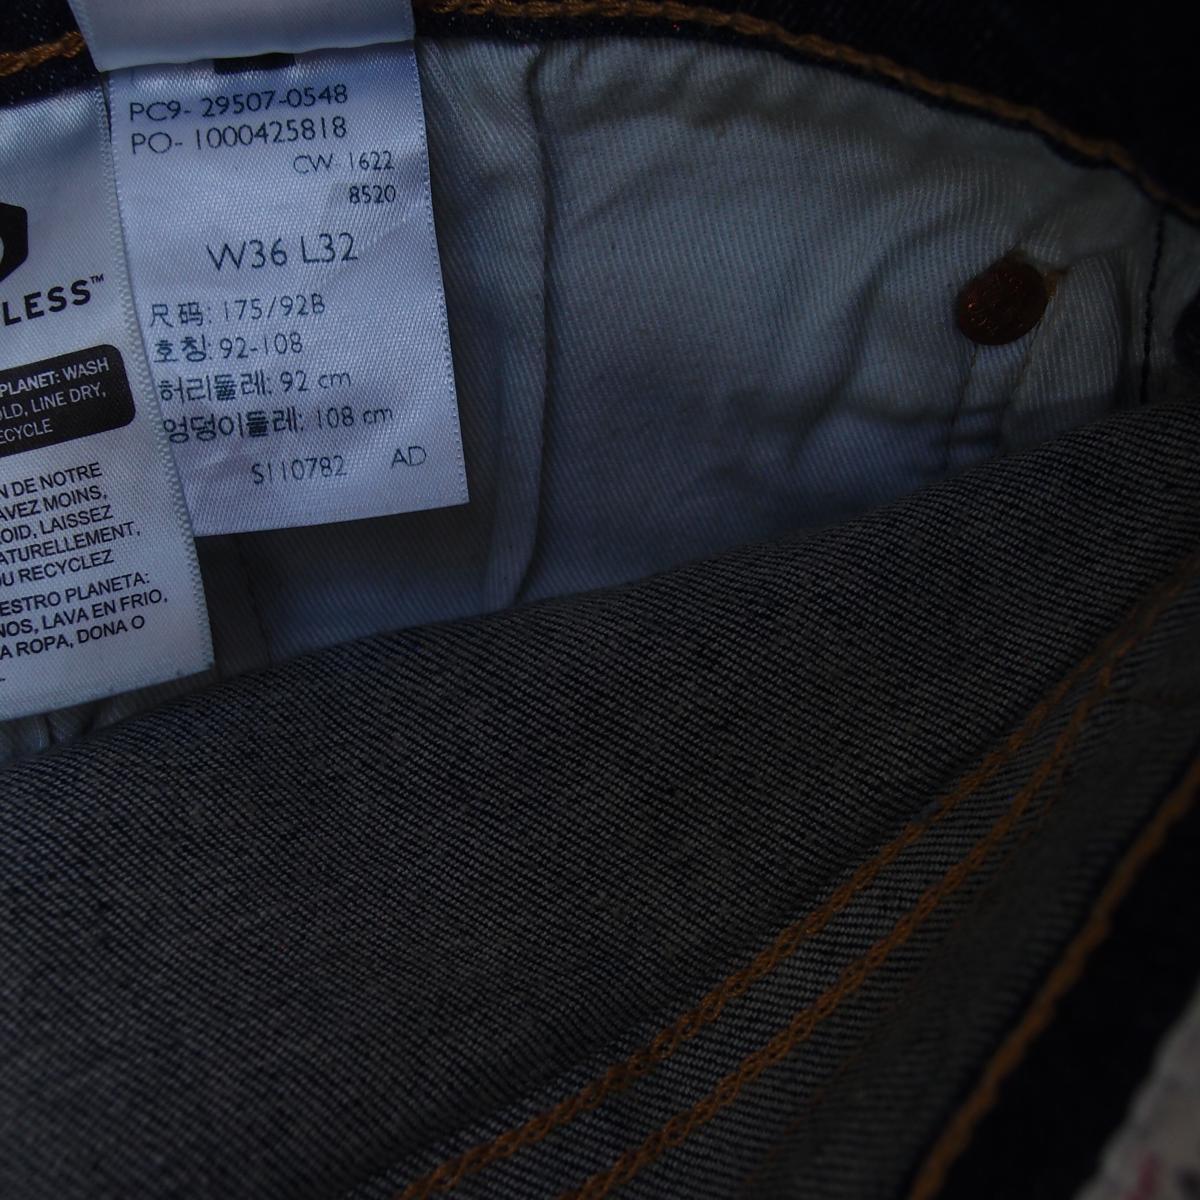 PC9- 29507-0548
PO- 1000425818
CW 1622
8520
W36 L32
尺码: 175/92B
호칭: 92-108
허리둘레: 92 cm
엉덩이둘레: 108 cm
S110782 AD
LESS™
PLANET: WASH
OLD, LINE DRY,
ECYCLE
N DE NOTRE
AVEZ MOINS,
OID, LAISSEZ
ATURELLEMENT,
OU RECYCLEZ
ESTRO PLANETA:
NOS, LAVA EN FRIO,
A ROPA, DONA O